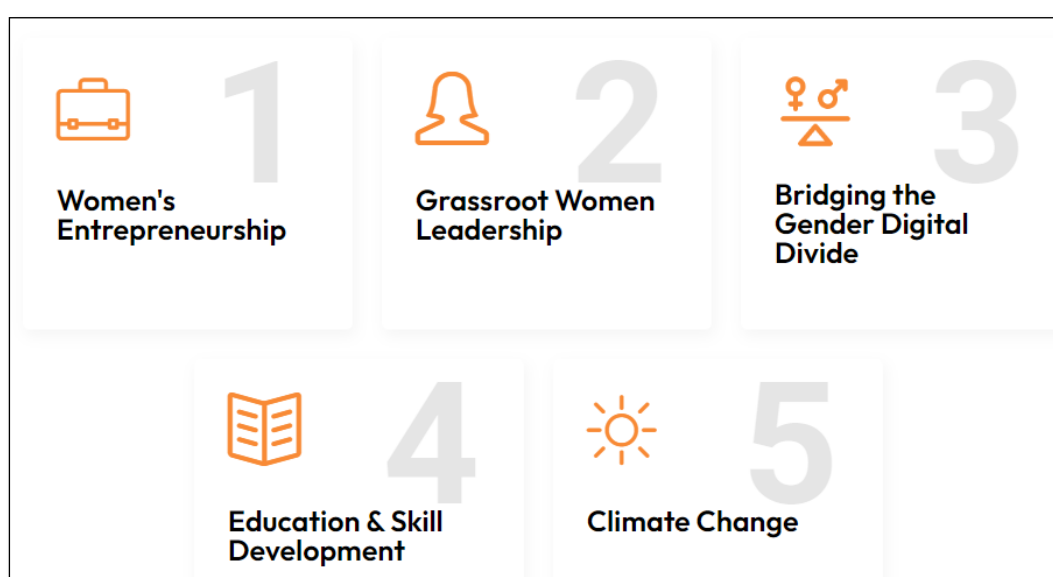 1
Women's
Entrepreneurship
2
Grassroot Women
Leadership
3
Bridging the
Gender Digital
Divide
4
Education & Skill
Development
5
Climate Change